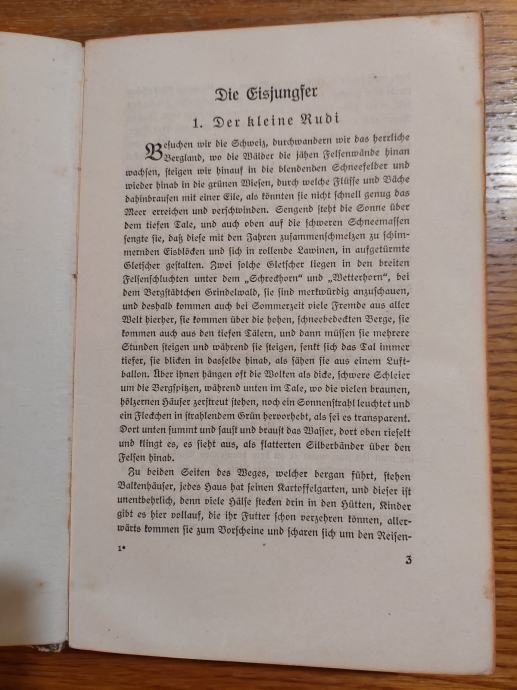 Die Eisjungfer
1. Der kleine Rudi
Besuchen wir die Schweiz, durchwandern wir das herrliche
Bergland, wo die Wälder die jähen Felsenwände hinan
wachsen, steigen wir hinauf in die blendenden Schneefelder und
wieder hinab in die grünen Wiesen, durch welche Flüsse und Bäche
dahinbrausen mit einer Eile, als könnten sie nicht schnell genug das
Meer erreichen und verschwinden. Sengend steht die Sonne über
dem tiefen Tale, und auch oben auf die schweren Schneemassen
sengte sie, daß diese mit den Jahren zusammenschmelzen zu schim-
mernden Eisblöcken und sich in rollende Lawinen, in aufgetürmte
Gletscher gestalten. Zwei solche Gletscher liegen in den breiten
Felsenschluchten unter dem „Schreckhorn“ und „Wetterhorn“, bei
dem Bergstädtchen Grindelwald, sie sind merkwürdig anzuschauen,
und deshalb kommen auch bei Sommerzeit viele Fremde aus aller
Welt hierher, sie kommen über die hohen, schneebedeckten Berge, sie
kommen auch aus den tiefen Tälern, und dann müssen sie mehrere
Stunden steigen und während sie steigen, senkt sich das Tal immer
tiefer, sie blicken in dasselbe hinab, als sähen sie aus einem Luft-
ballon. Über ihnen hängen oft die Wolken als dicke, schwere Schleier
um die Bergspitzen, während unten im Tale, wo die vielen braunen,
hölzernen Häuser zerstreut stehen, noch ein Sonnenstrahl leuchtet und
ein Fleckchen in strahlendem Grün hervorhebt, als sei es transparent.
Dort unten summt und saust und braust das Wasser, dort oben rieselt
und klingt es, es sieht aus, als flatterten Silberbänder über den
Felsen hinab.
Zu beiden Seiten des Weges, welcher bergan führt, stehen
Balkenhäuser, jedes Haus hat seinen Kartoffelgarten, und dieser ist
unentbehrlich, denn viele Hälse stecken drin in den Hütten, Kinder
gibt es hier vollauf, die ihr Futter schon verzehren können, aller-
wärts kommen sie zum Vorscheine und scharen sich um den Reisen-
1*
3